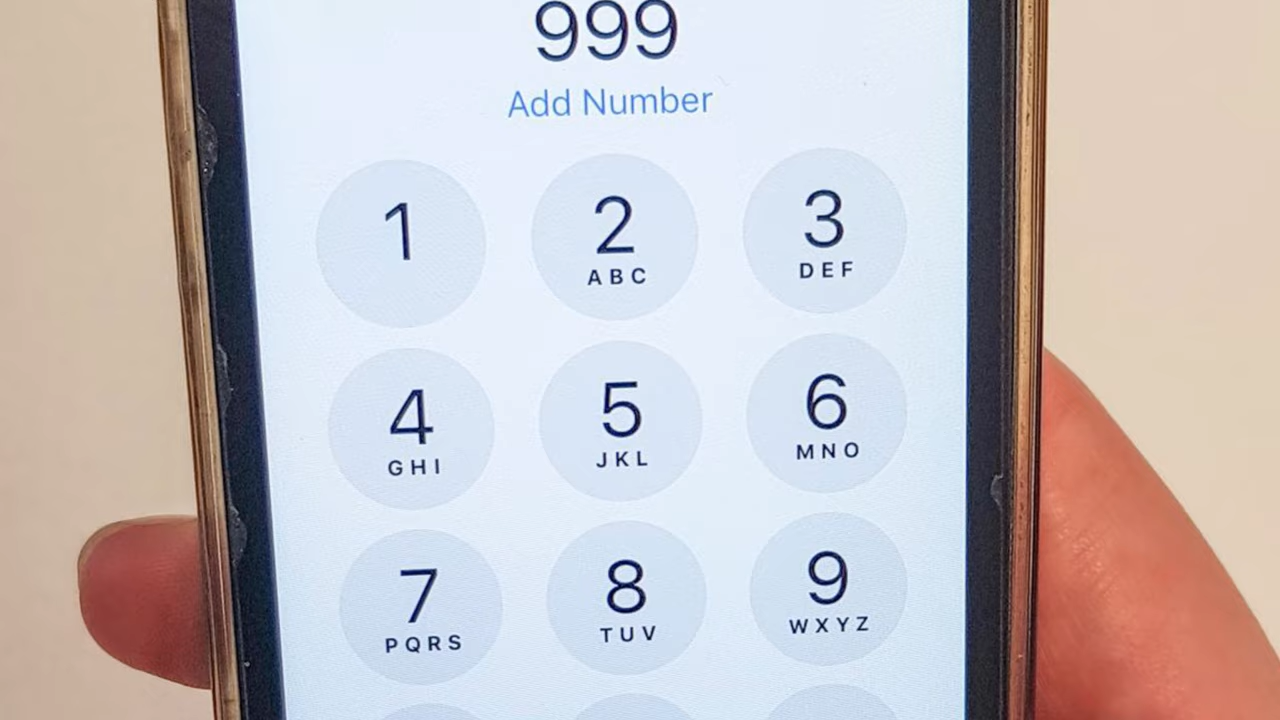 999
Add Number
1 2 3
ABC DEF
4 5 6
GHI JKL MNO
7 8 9
PQRS TUV WXYZ